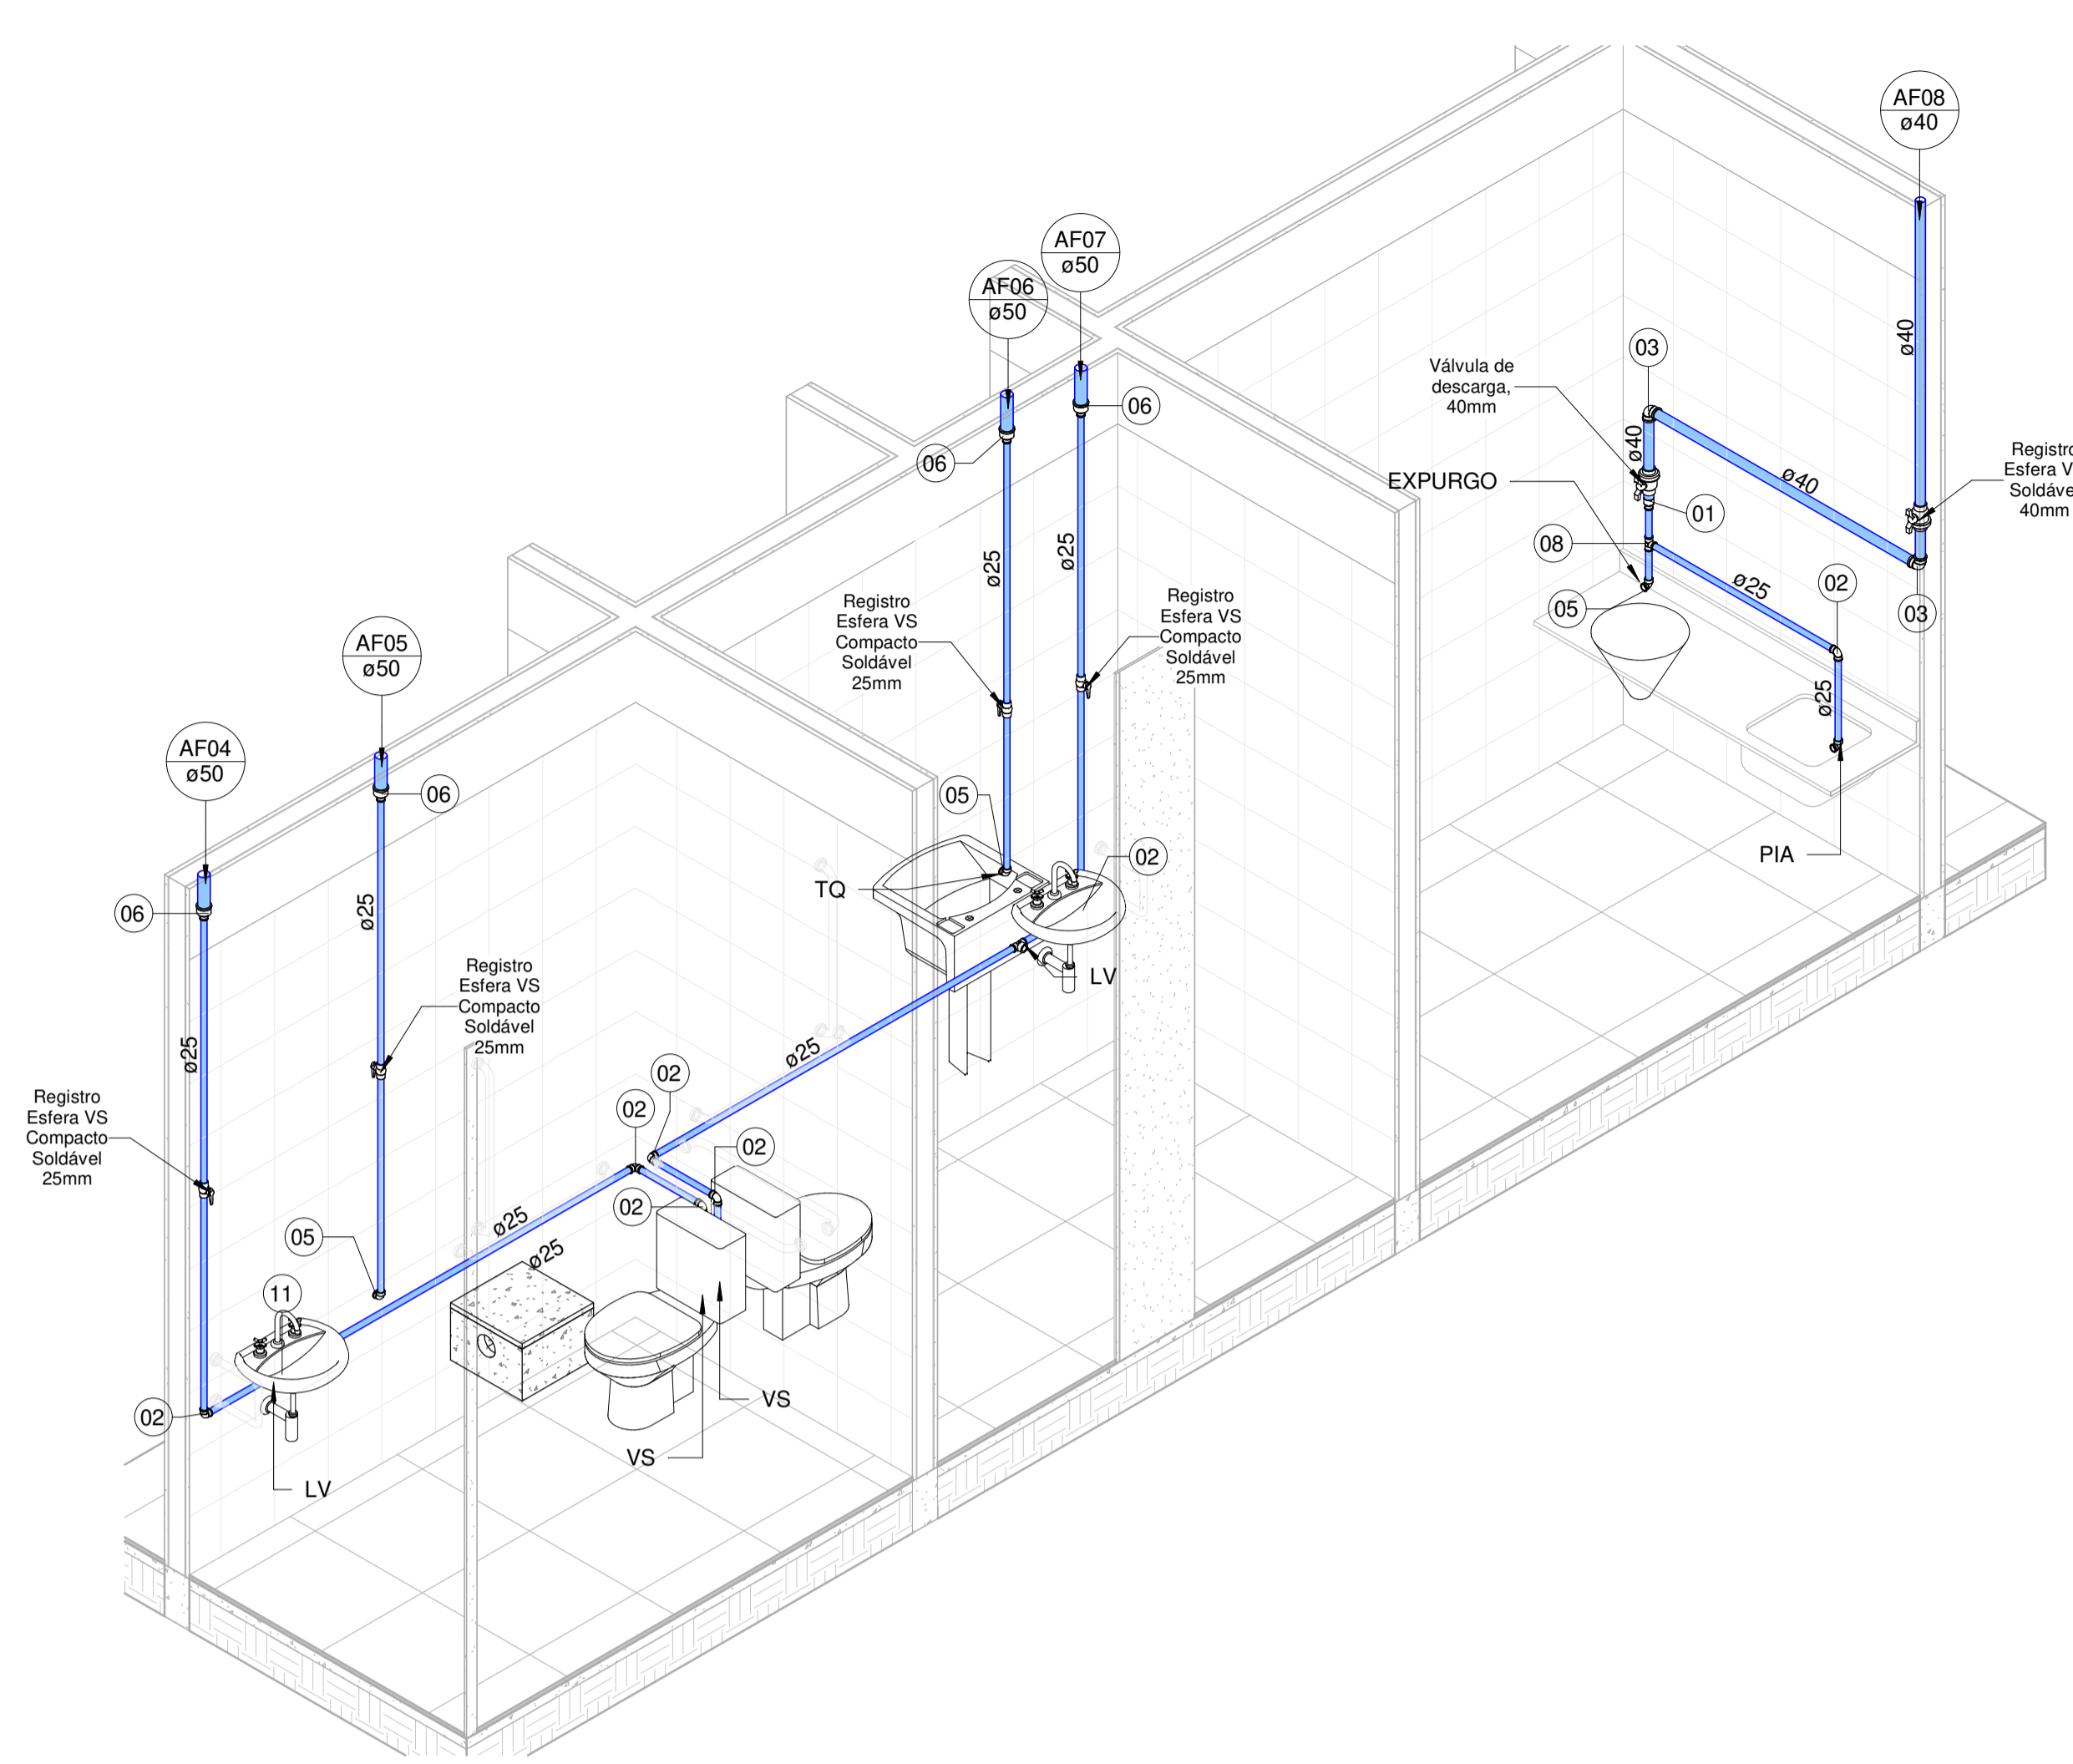 AF08
ø40
AF07
ø50
AF06
ø50
ø40
03
Válvula de
descarga,
40mm
06
06
ø40
ø40
EXPURGO
01
08
Registro
Esfera V
Soldáve
40mm
ø25
ø25
ø25
02
05
03
Registro
Esfera VS
Compacto
Soldável
25mm
Registro
Esfera VS
Compacto
Soldável
25mm
AF05
ø50
ø25
AF04
ø50
06
05
02
PIA
TQ
06
ø25
LV
Registro
Esfera VS
Compacto
Soldável
25mm
ø25
ø25
02
02
02
02
Registro
Esfera VS
Compacto
Soldável
25mm
05
ø25
ø25
11
02
VS
VS
LV